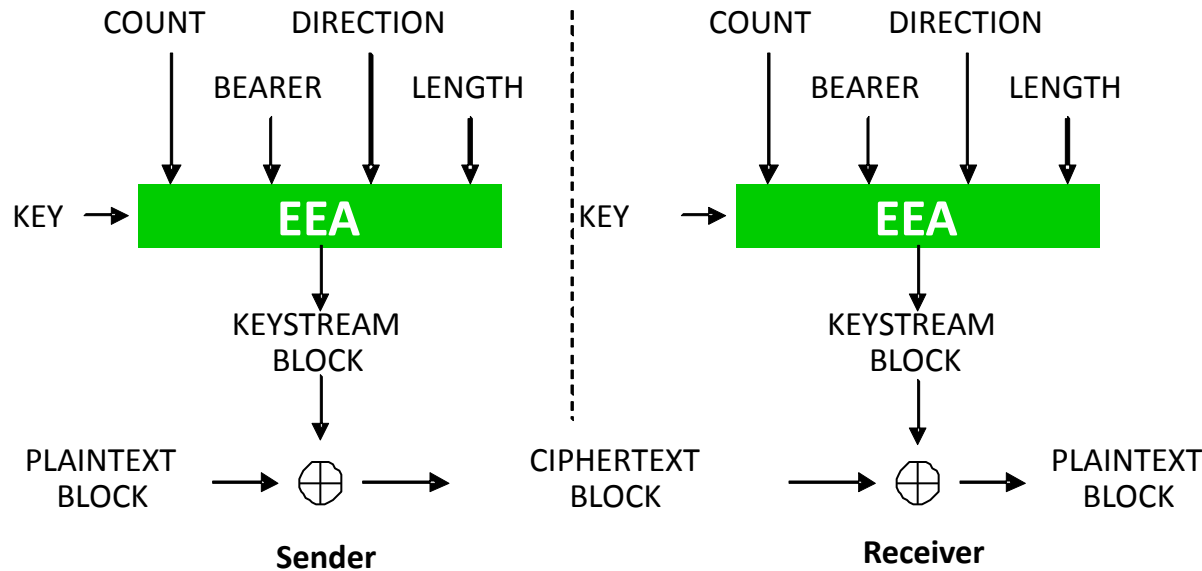 COUNT DIRECTION COUNT DIRECTION
BEARER LENGTH BEARER LENGTH
KEY EEA KEY EEA
KEYSTREAM KEYSTREAM
BLOCK BLOCK
PLAINTEXT CIPHERTEXT PLAINTEXT
BLOCK BLOCK BLOCK
Sender Receiver